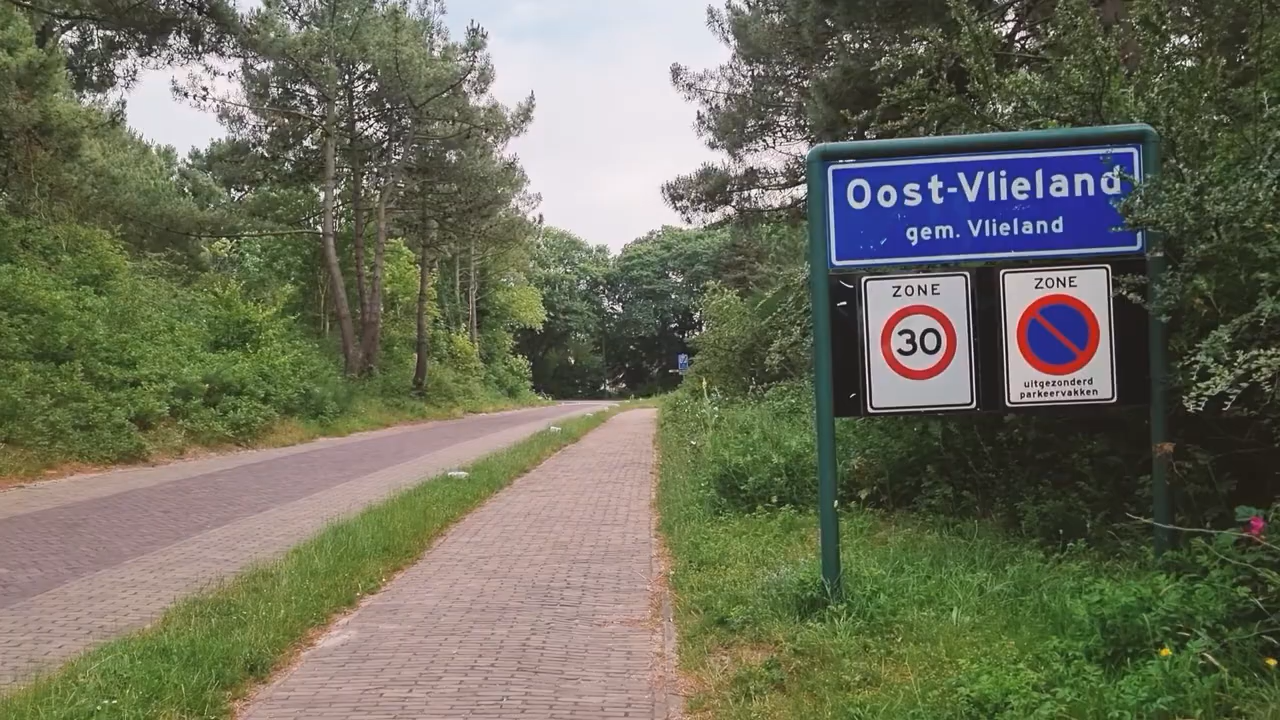 Oost-Vlieland
gem. Vlieland
ZONE
30
ZONE
uitgezonderd
parkeervakken